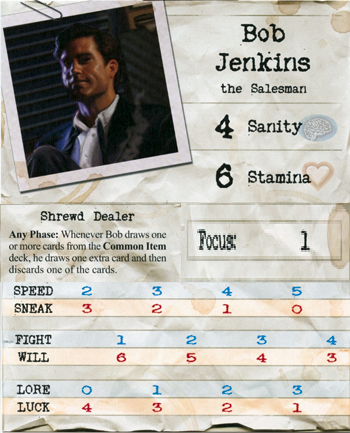 Bob
Jenkins
the Salesman
4 Sanity
6 Stamina
Shrewd Dealer
Any Phase: Whenever Bob draws one
or more cards from the Common Item
deck, he draws one extra card and then
discards one of the cards.
Focus: 1
SPEED 2 3 4 5
SNEAK 3 2 1 0
FIGHT 1 2 3 4
WILL 6 5 4 3
LORE 0 1 2 3
LUCK 4 3 2 1